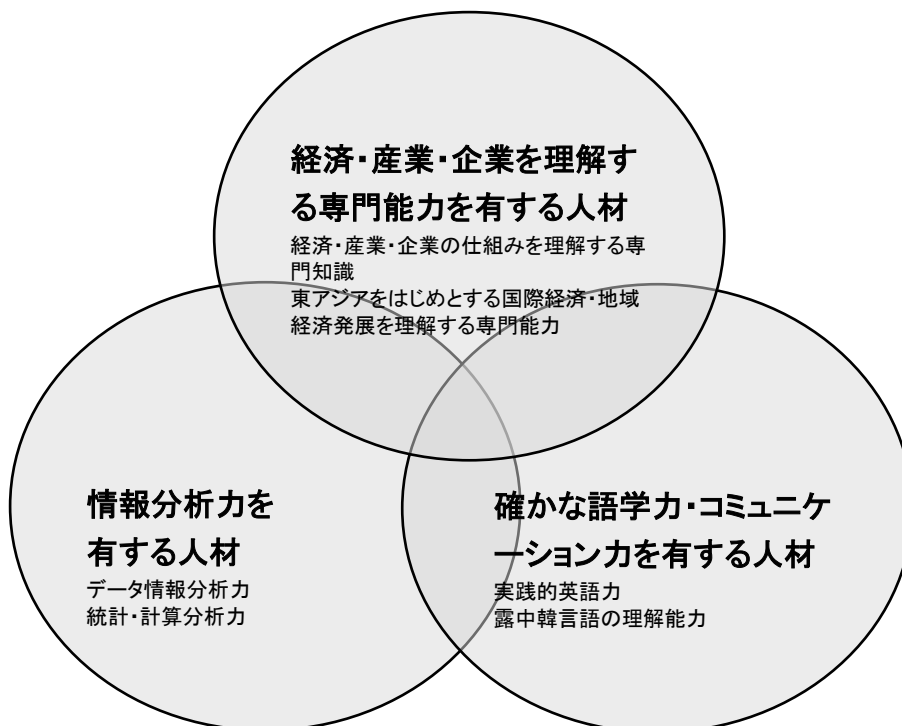 経済・産業・企業を理解す
る専門能力を有する人材
経済・産業・企業の仕組みを理解する専
門知識
東アジアをはじめとする国際経済・地域
経済発展を理解する専門能力
情報分析力を
有する人材
データ情報分析力
統計・計算分析力
確かな語学力・コミュニケ
ーション力を有する人材
実践的英語力
露中韓言語の理解能力